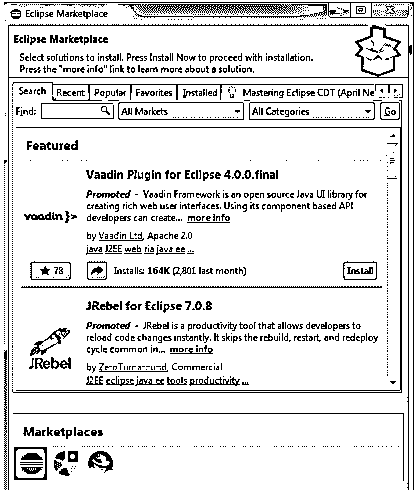 Eclipse Marketplace
Eclipse Marketplace
Select solutions to install. Press Install Now to proceed with installation.
Press the "more info" link to learn more about a solution.
Search Recent Popular Favorites Installed Mastering Eclipse CDT (April Ne
Find: All Markets All Categories Go
Featured
Vaadin Plugin for Eclipse 4.0.0.final
Promoted - Vaadin Framework is an open source Java UI library for
creating rich web user interfaces. Using its component based API
developers can create... more info
vaadin }>
by Vaadin Ltd, Apache 2.0
java J2EE web ria java ee ...
78 Installs: 164K (2,801 last month) Install
JRebel for Eclipse 7.0.8
Promoted - JRebel is a productivity tool that allows developers to
reload code changes instantly. It skips the rebuild, restart, and redeploy
cycle common in... more info
JRebel
by ZeroTurnaround, Commercial
J2EE eclipse java ee tools productivity ...
Marketplaces